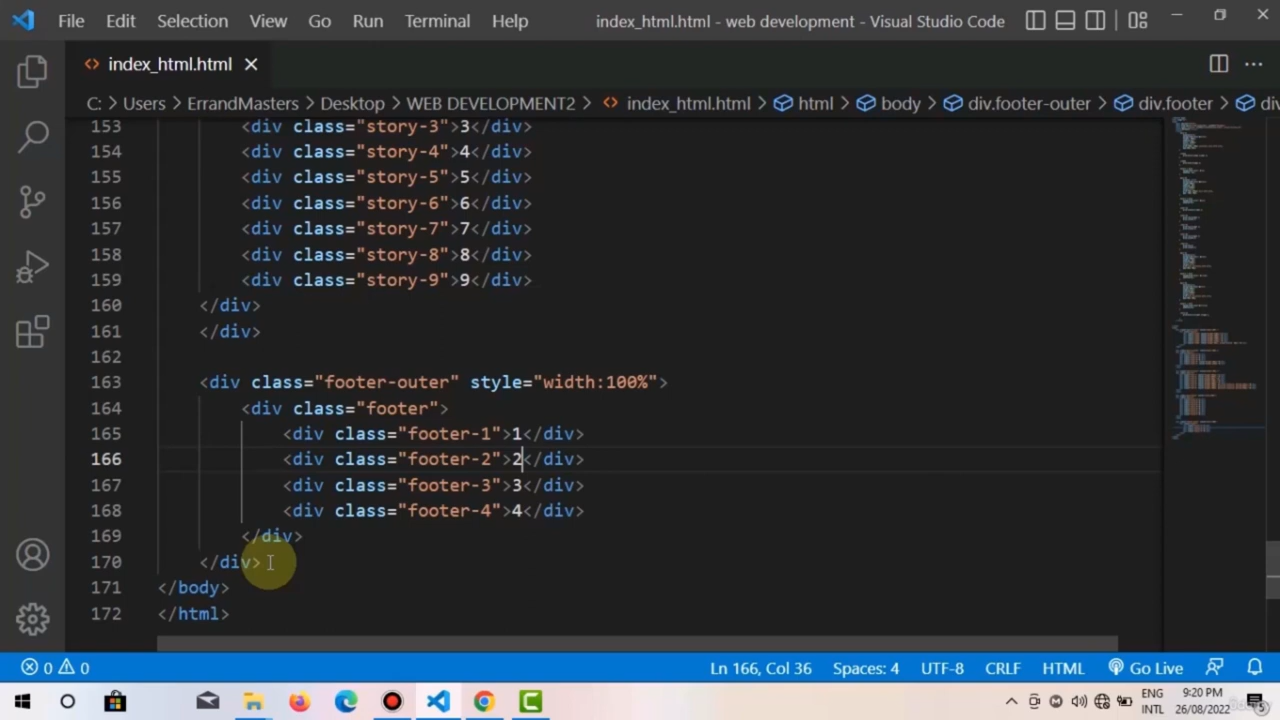 File Edit Selection View Go Run Terminal Help index_html.html - web development - Visual Studio Code
index_html.html
C: > Users > ErrandMasters > Desktop > WEB DEVELOPMENT2 > index_html.html > html > body > div.footer-outer > div.footer > div
153 <div class="story-3">3</div>
154 <div class="story-4">4</div>
155 <div class="story-5">5</div>
156 <div class="story-6">6</div>
157 <div class="story-7">7</div>
158 <div class="story-8">8</div>
159 <div class="story-9">9</div>
160 </div>
161 </div>
162
163 <div class="footer-outer" style="width:100%">
164 <div class="footer">
165 <div class="footer-1">1</div>
166 <div class="footer-2">2</div>
167 <div class="footer-3">3</div>
168 <div class="footer-4">4</div>
169 </div>
170 </div>
171 </body>
172 </html>
0 0 Ln 166, Col 36 Spaces: 4 UTF-8 CRLF HTML Go Live
ENG 9:20 PM
INTL 26/08/2022